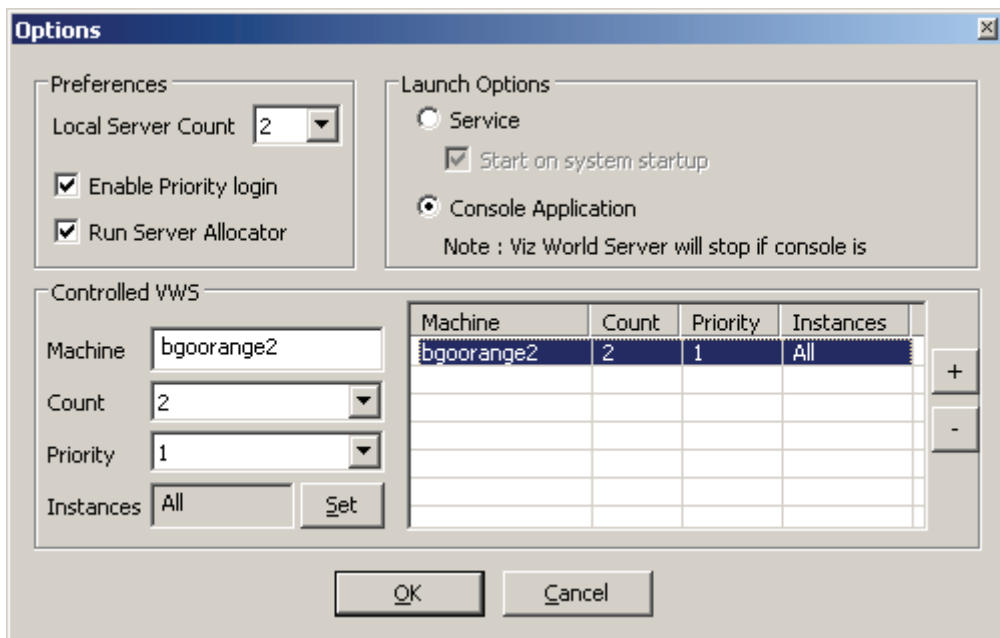 Options
Preferences
Local Server Count 2
Enable Priority login
Run Server Allocator
Launch Options
Service
Start on system startup
Console Application
Note : Viz World Server will stop if console is
Controlled VWS
Machine bgoorange2
Count 2
Priority 1
Instances All Set
Machine Count Priority Instances
bgoorange2 2 1 All
+
-
OK Cancel